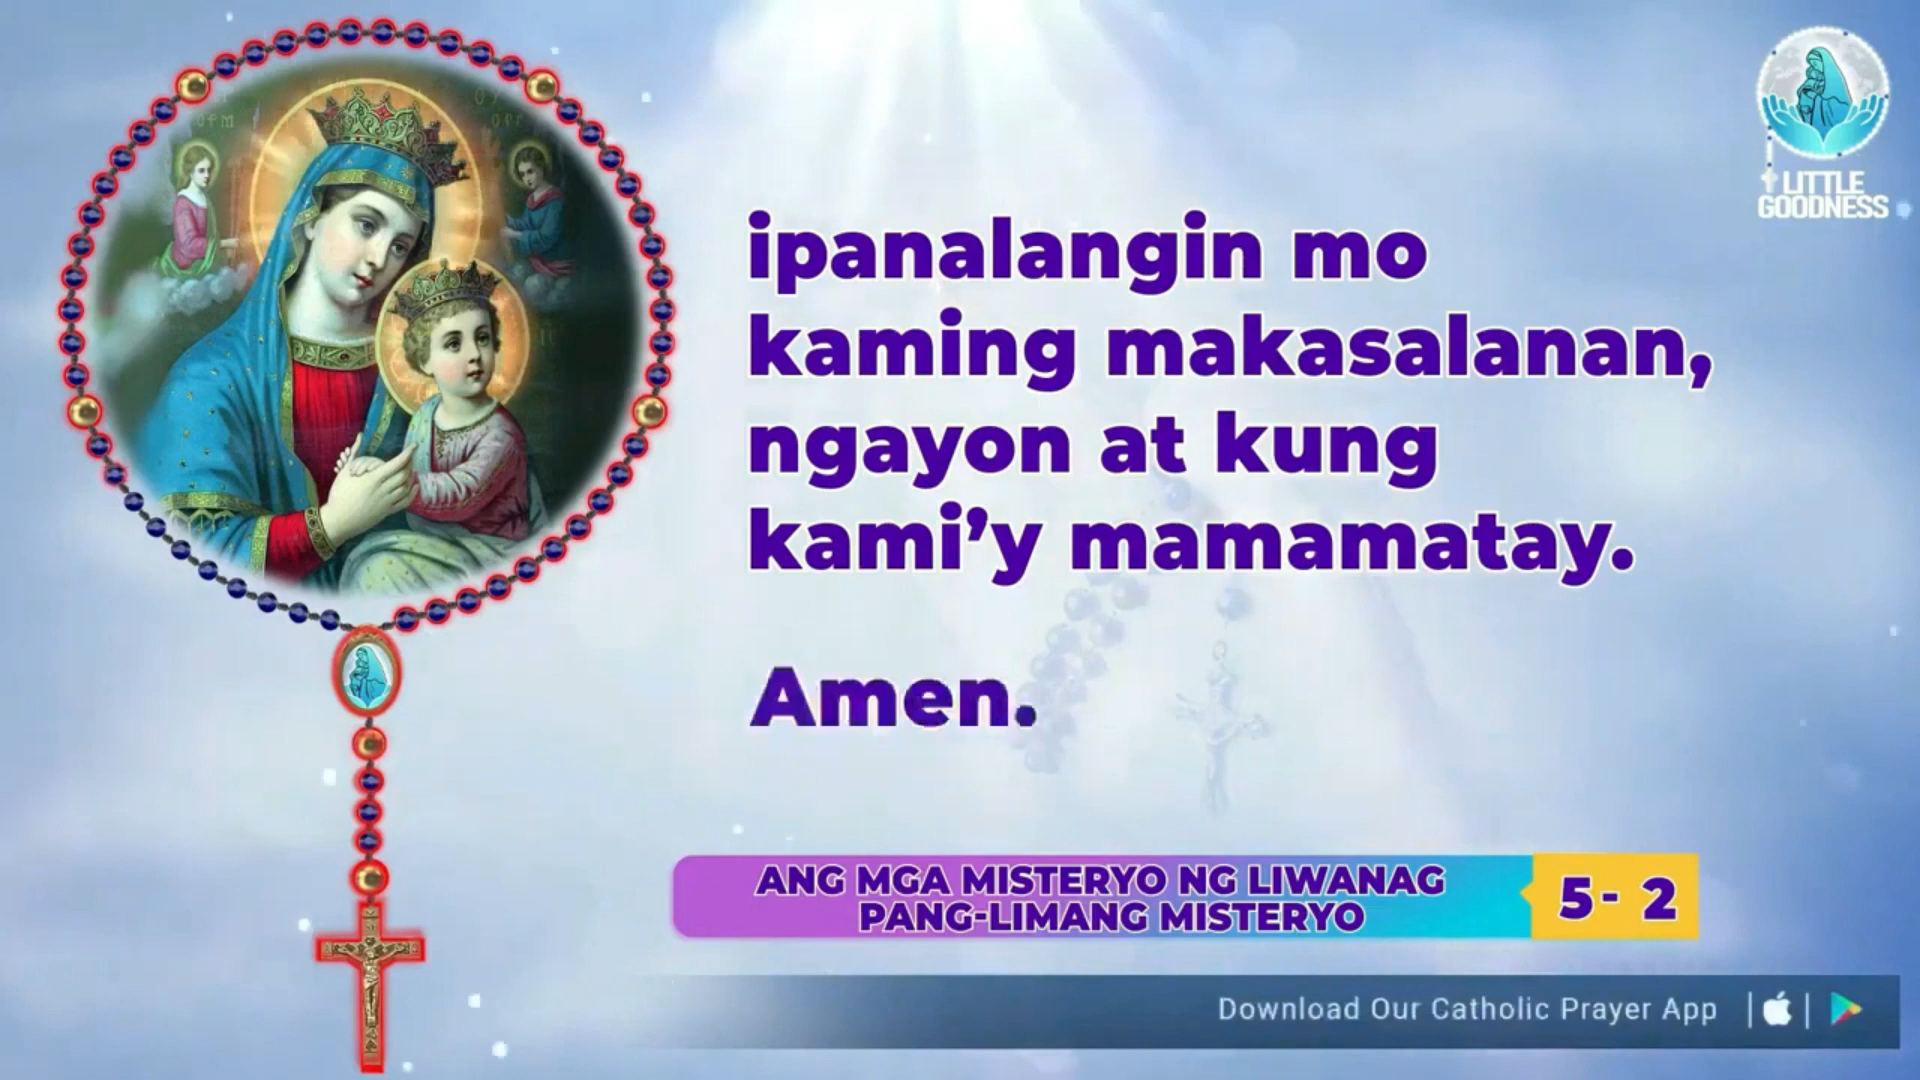 LITTLE
GOODNESS
ipanalangin mo
kaming makasalanan,
ngayon at kung
kami’y mamamatay.
Amen.
ANG MGA MISTERYO NG LIWANAG
PANG-LIMANG MISTERYO
5- 2
Download Our Catholic Prayer App